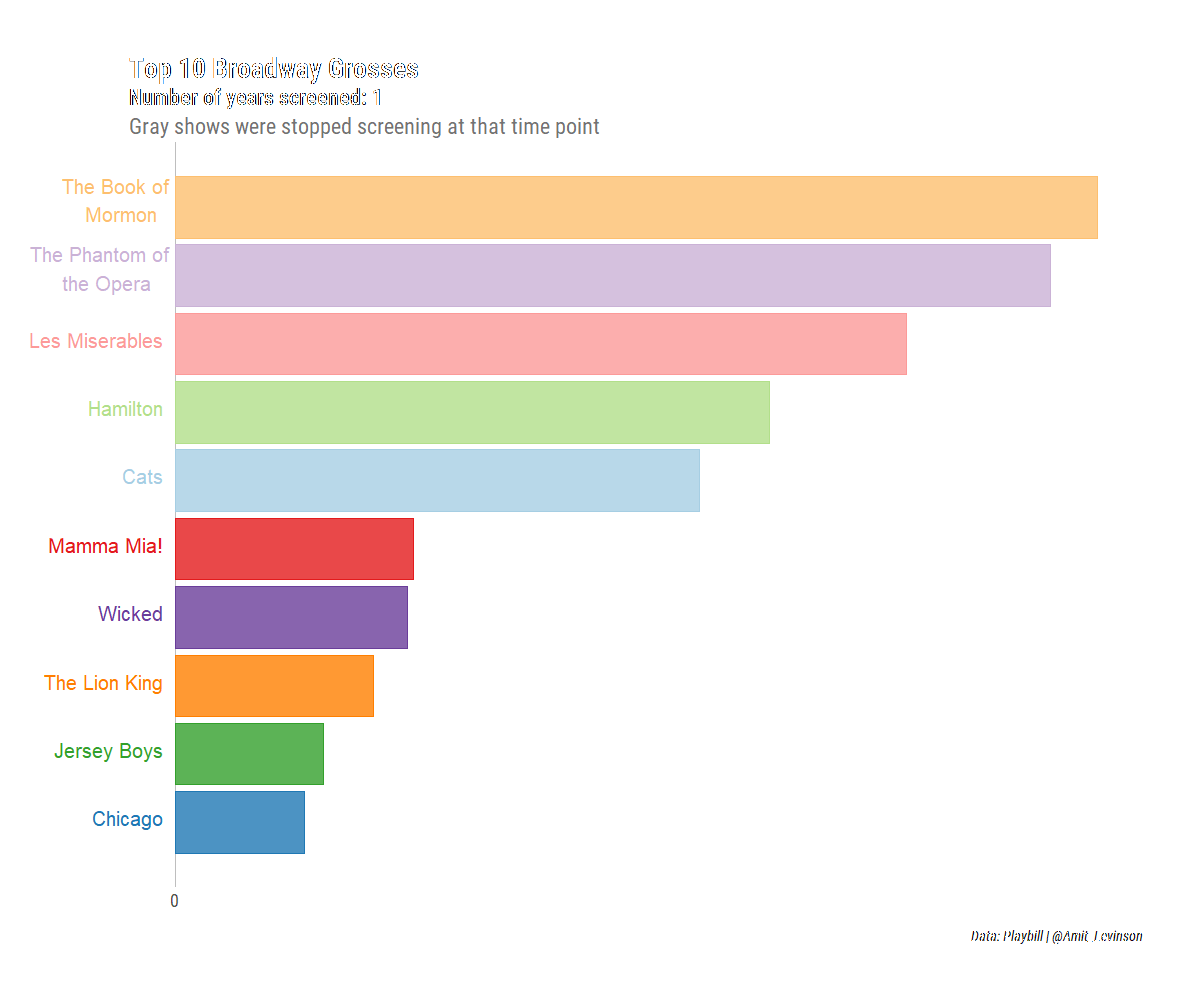 Top 10 Broadway Grosses
Number of years screened: 1
Gray shows were stopped screening at that time point
The Book of
Mormon
The Phantom of
the Opera
Les Miserables
Hamilton
Cats
Mamma Mia!
Wicked
The Lion King
Jersey Boys
Chicago
0
Data: Playbill | @Amit_Levinson